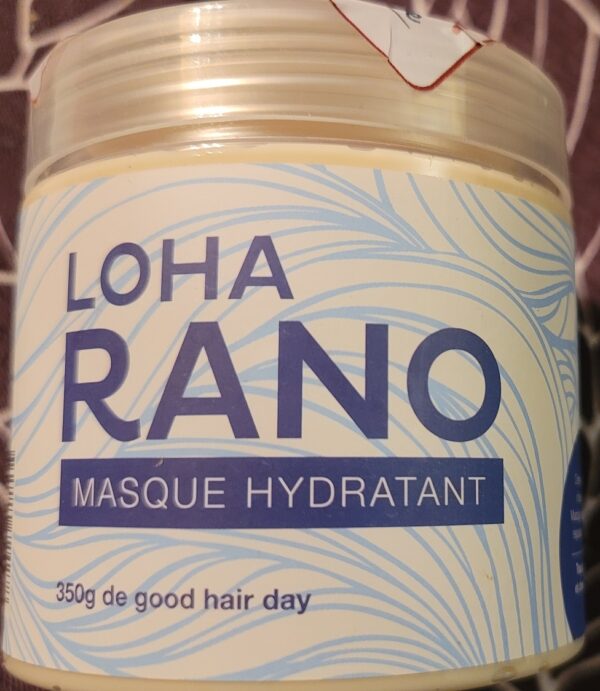 LOHA
RANO
MASQUE HYDRATANT
350g de good hair day